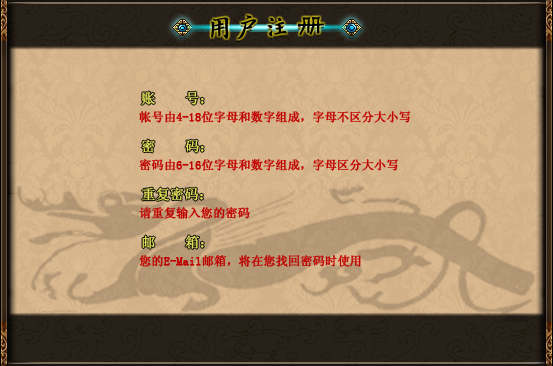 用户注册
账 号:
帐号由4-18位字母和数字组成，字母不区分大小写
密 码:
密码由6-16位字母和数字组成，字母区分大小写
重复密码:
请重复输入您的密码
邮 箱:
您的E-Mail邮箱，将在您找回密码时使用